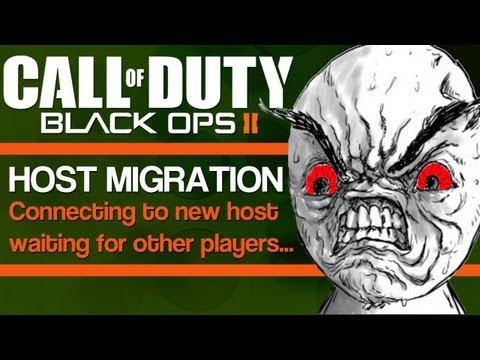 CALL OF DUTY
BLACK OPS II
HOST MIGRATION
Connecting to new host
waiting for other players...